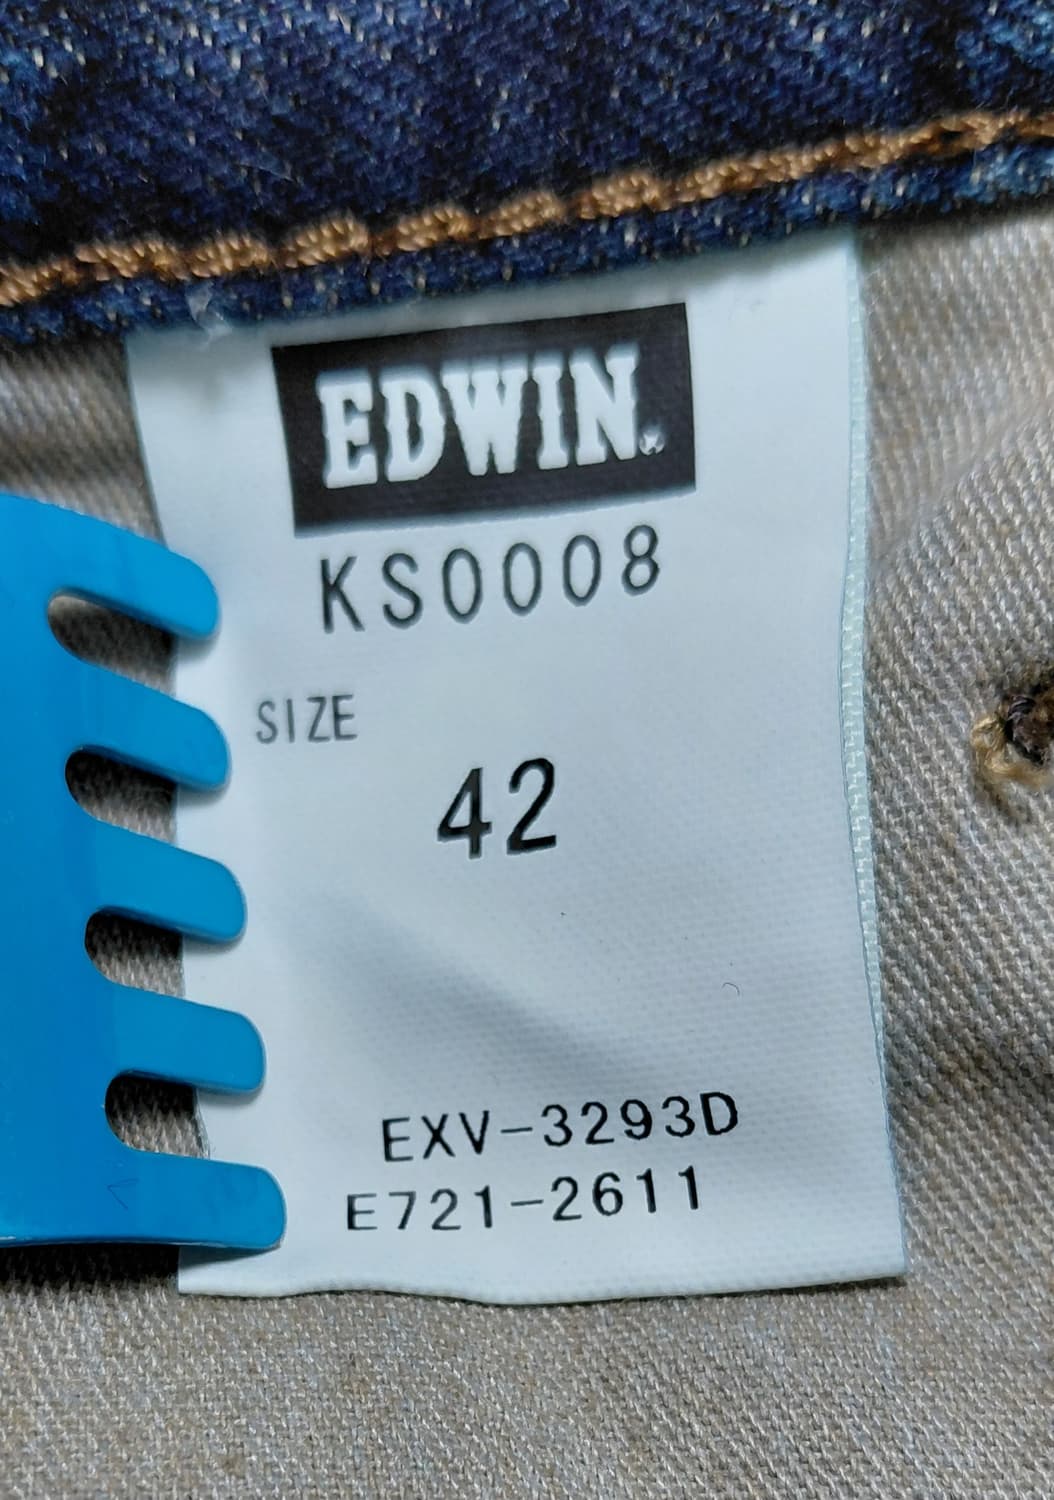 EDWIN.
KS0008
SIZE
42
EXV-3293D
E721-2611